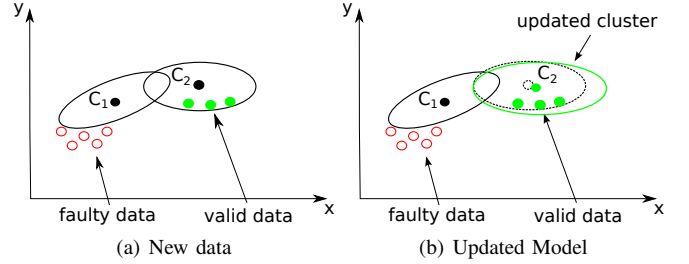 y
C₁
C₂
x
faulty data
valid data
(a) New data
y
updated cluster
C₁
C₂
x
faulty data
valid data
(b) Updated Model